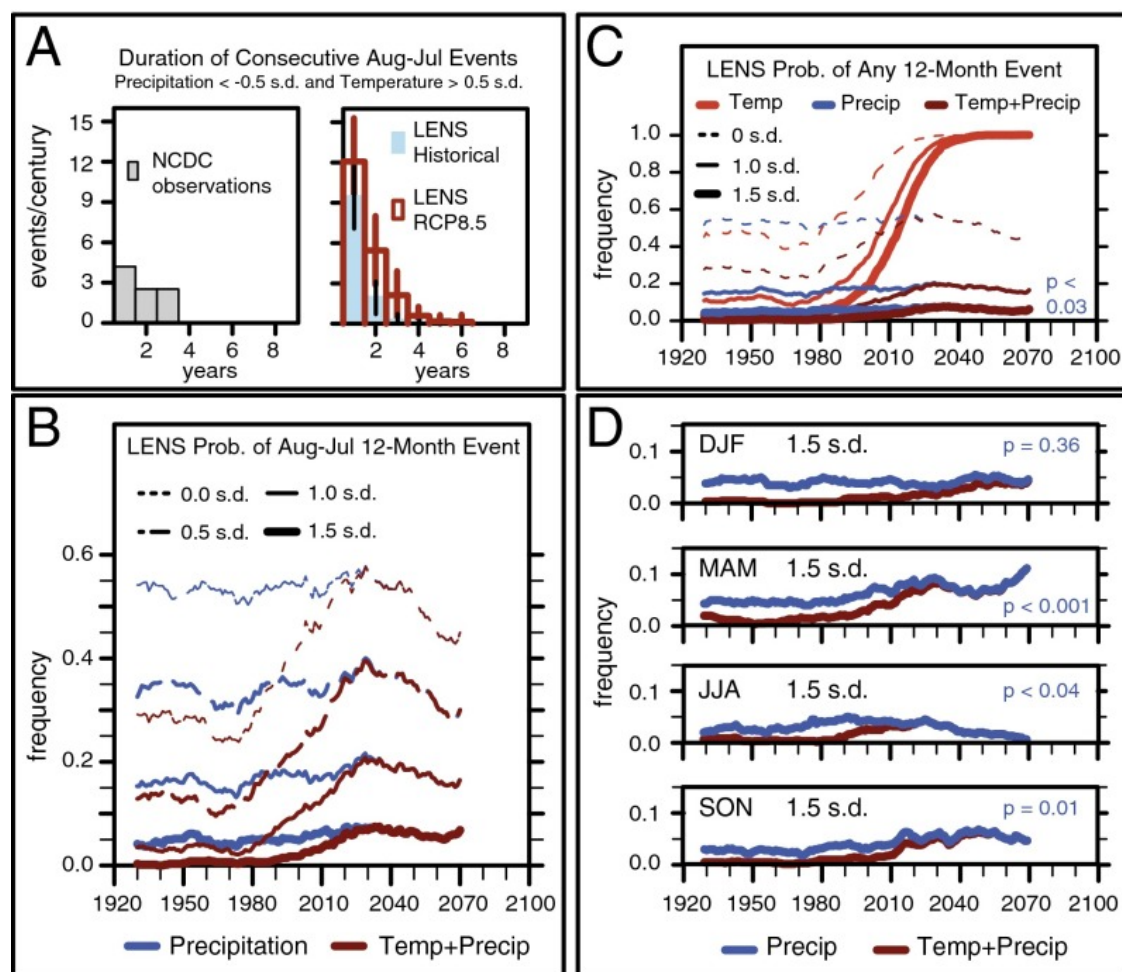 A
Duration of Consecutive Aug-Jul Events
Precipitation < -0.5 s.d. and Temperature > 0.5 s.d.
events/century
15
12
9
6
3
0
NCDC
observations
2 4 6 8
years
LENS
Historical
LENS
RCP8.5
2 4 6 8
years
B
LENS Prob. of Aug-Jul 12-Month Event
0.0 s.d. 1.0 s.d.
0.5 s.d. 1.5 s.d.
frequency
0.6
0.4
0.2
0.0
1920 1950 1980 2010 2040 2070 2100
Precipitation Temp+Precip
C
LENS Prob. of Any 12-Month Event
Temp Precip Temp+Precip
0 s.d.
1.0 s.d.
1.5 s.d.
frequency
1.0
0.8
0.6
0.4
0.2
0.0
p <
0.03
1920 1950 1980 2010 2040 2070 2100
D
frequency
frequency
0.1
0.0
DJF 1.5 s.d. p = 0.36
0.1
0.0
MAM 1.5 s.d.
p < 0.001
0.1
0.0
JJA 1.5 s.d. p < 0.04
0.1
0.0
SON 1.5 s.d. p = 0.01
1920 1950 1980 2010 2040 2070 2100
Precip Temp+Precip